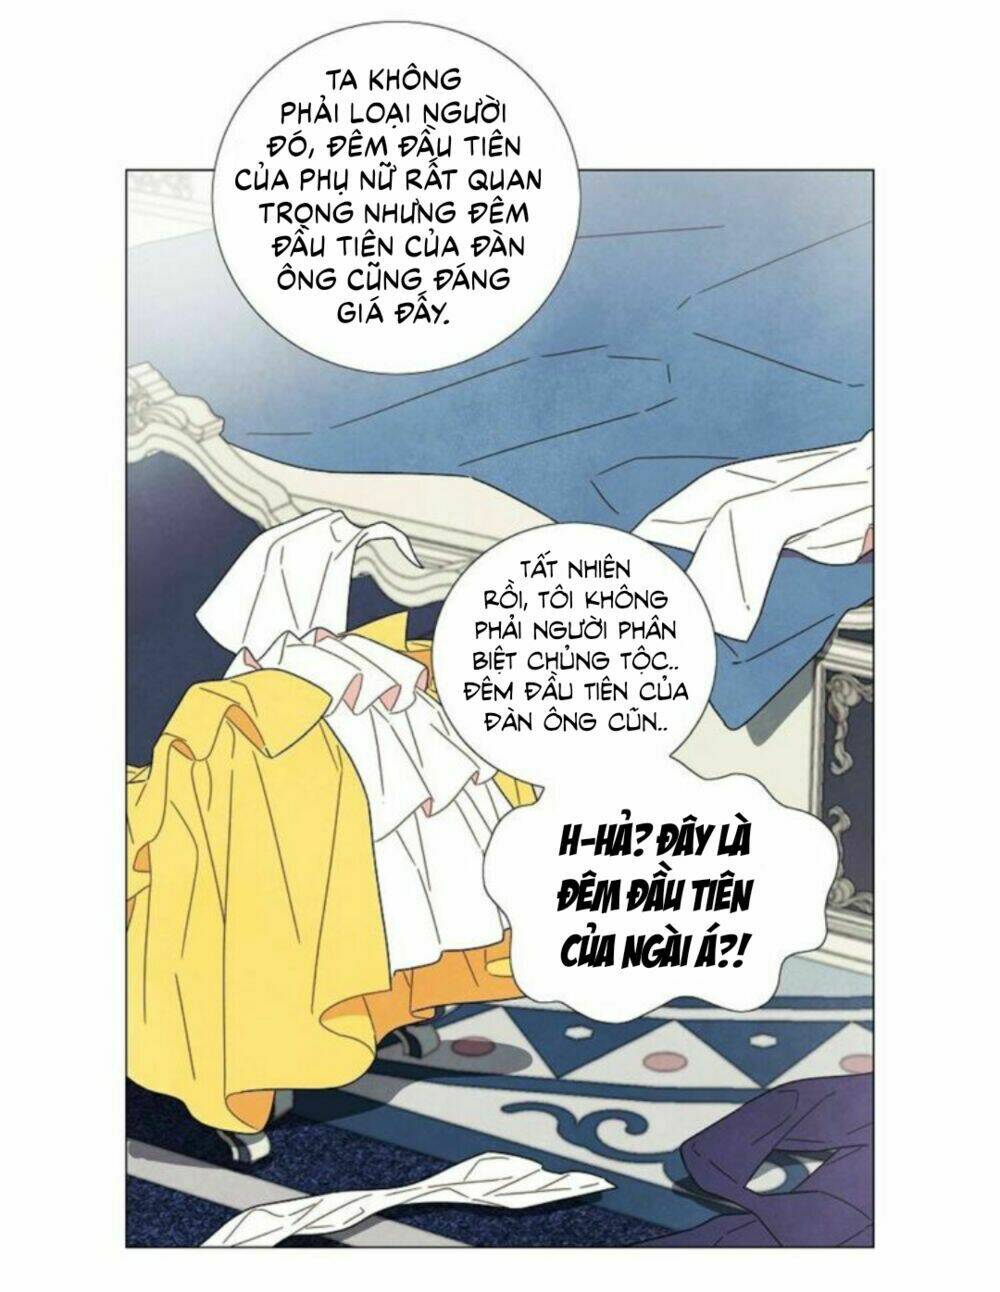 TA KHÔNG
PHẢI LOẠI NGƯỜI
ĐÓ, ĐÊM ĐẦU TIÊN
CỦA PHỤ NỮ RẤT QUAN
TRỌNG NHƯNG ĐÊM
ĐẦU TIÊN CỦA ĐÀN
ÔNG CŨNG ĐÁNG
GIÁ ĐẤY.
TẤT NHIÊN
RỒI, TÔI KHÔNG
PHẢI NGƯỜI PHÂN
BIỆT CHỦNG TỘC..
ĐÊM ĐẦU TIÊN CỦA
ĐÀN ÔNG CŨN..
H-HẢ? ĐÂY LÀ
ĐÊM ĐẦU TIÊN
CỦA NGÀI Á?!